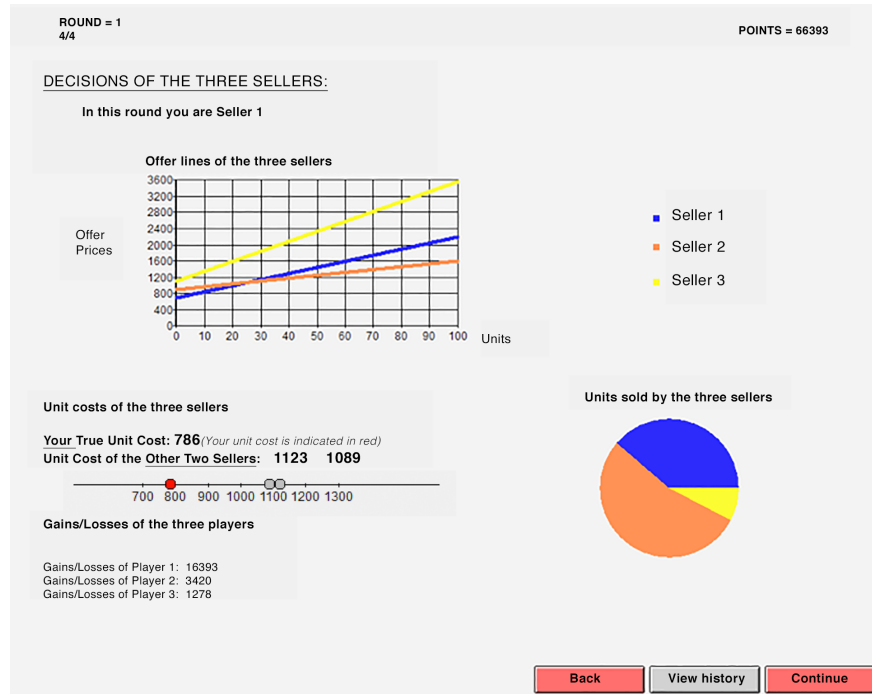 ROUND = 1
4/4
POINTS = 66393
DECISIONS OF THE THREE SELLERS:
In this round you are Seller 1
Offer lines of the three sellers
Offer
Prices
3600
3200
2800
2400
2000
1600
1200
800
400
0
0 10 20 30 40 50 60 70 80 90 100
Units
Seller 1
Seller 2
Seller 3
Unit costs of the three sellers
Your True Unit Cost: 786 (Your unit cost is indicated in red)
Unit Cost of the Other Two Sellers: 1123 1089
700 800 900 1000 1100 1200 1300
Gains/Losses of the three players
Gains/Losses of Player 1: 16393
Gains/Losses of Player 2: 3420
Gains/Losses of Player 3: 1278
Units sold by the three sellers
Back
View history
Continue